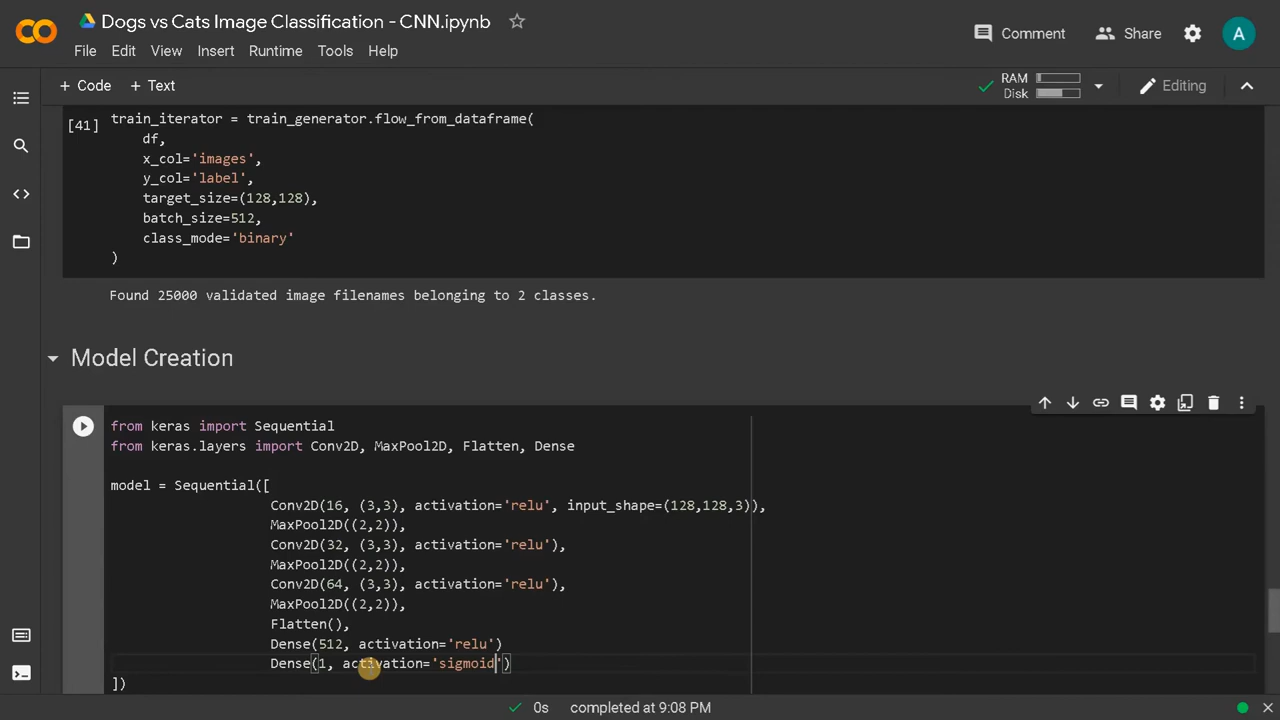 Dogs vs Cats Image Classification - CNN.ipynb
File Edit View Insert Runtime Tools Help
Comment Share A
+ Code + Text
RAM
Disk
Editing
[41]
train_iterator = train_generator.flow_from_dataframe(
df,
x_col='images',
y_col='label',
target_size=(128,128),
batch_size=512,
class_mode='binary'
)
Found 25000 validated image filenames belonging to 2 classes.
Model Creation
from keras import Sequential
from keras.layers import Conv2D, MaxPool2D, Flatten, Dense
model = Sequential([
Conv2D(16, (3,3), activation='relu', input_shape=(128,128,3)),
MaxPool2D((2,2)),
Conv2D(32, (3,3), activation='relu'),
MaxPool2D((2,2)),
Conv2D(64, (3,3), activation='relu'),
MaxPool2D((2,2)),
Flatten(),
Dense(512, activation='relu')
Dense(1, activation='sigmoid')
])
0s completed at 9:08 PM